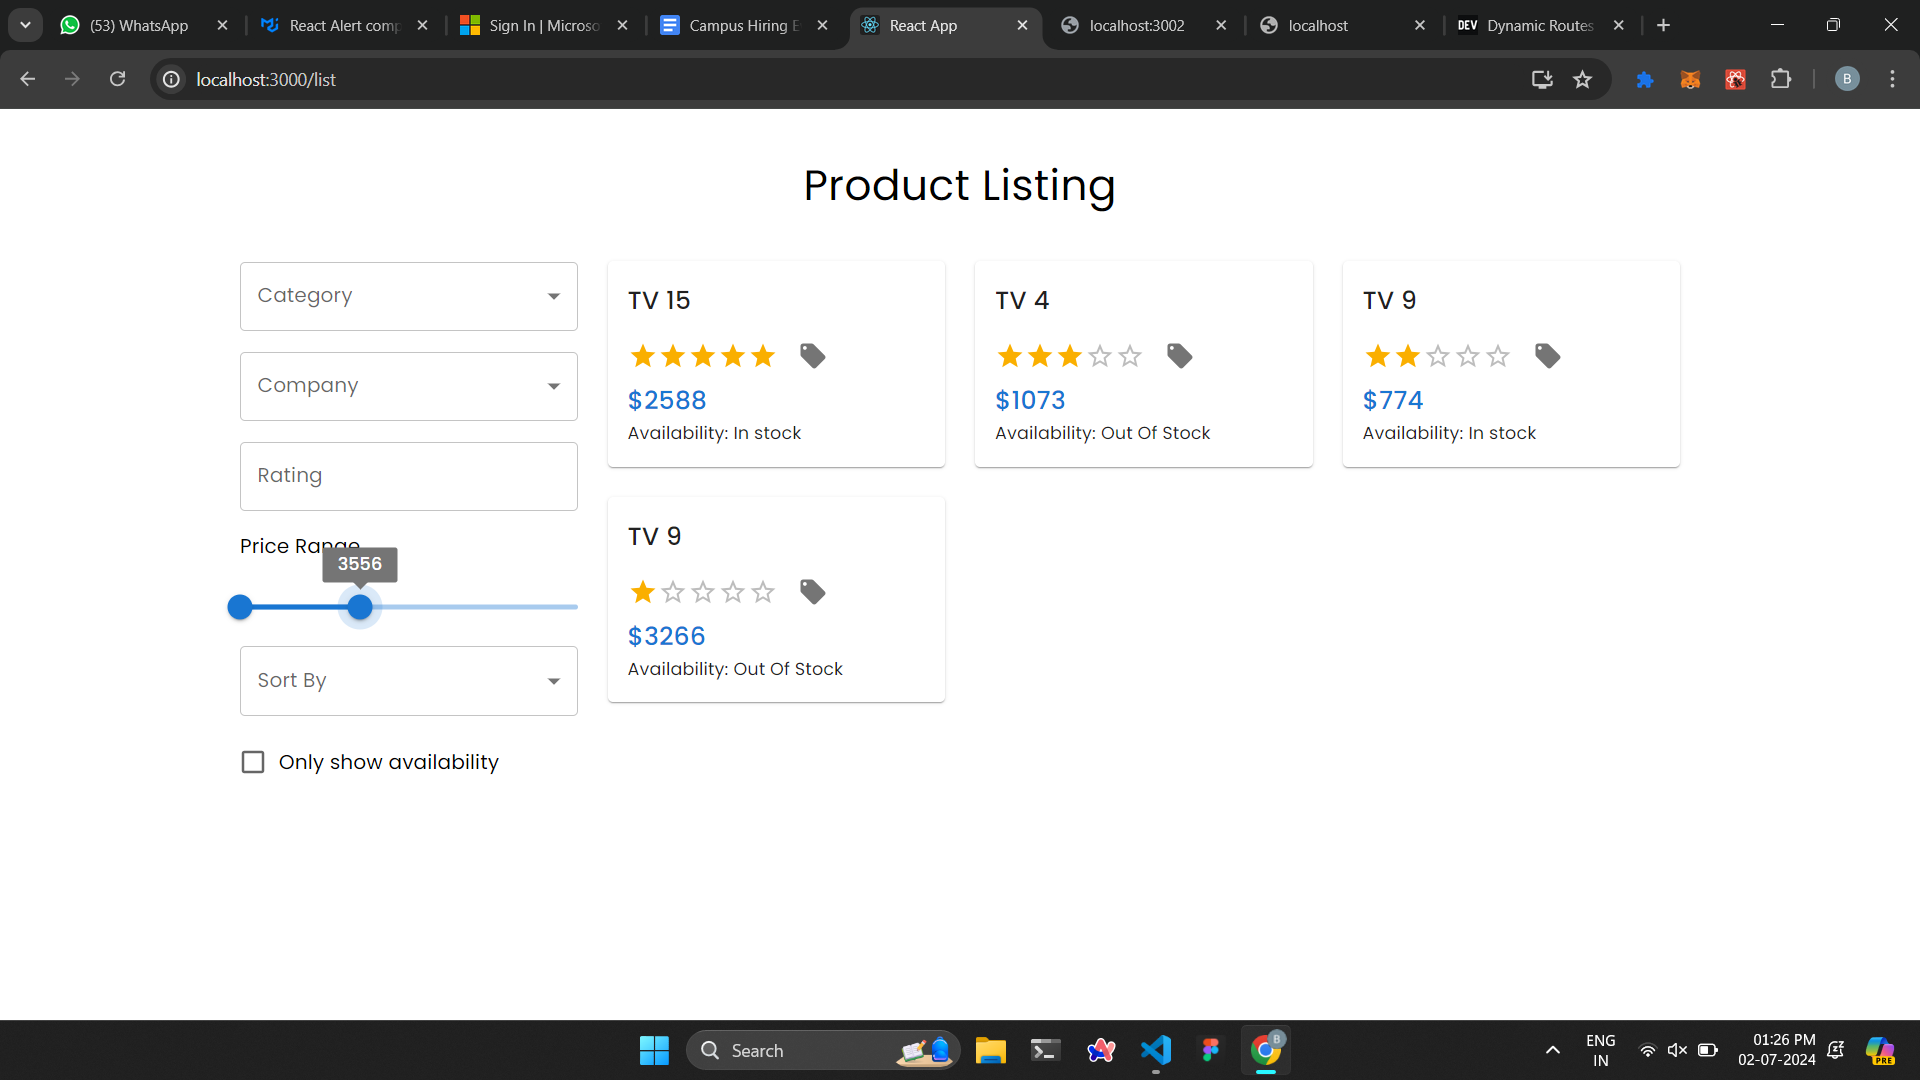 (53) WhatsApp
React Alert comp
Sign In | Microso
Campus Hiring E
React App
localhost:3002
localhost
DEV
Dynamic Routes
localhost:3000/list
B
Product Listing
Category
Company
Rating
Price Range
3556
Sort By
Only show availability
TV 15
$2588
Availability: In stock
TV 4
$1073
Availability: Out Of Stock
TV 9
$774
Availability: In stock
TV 9
$3266
Availability: Out Of Stock
Search
B
ENG
IN
01:26 PM
02-07-2024
PRE